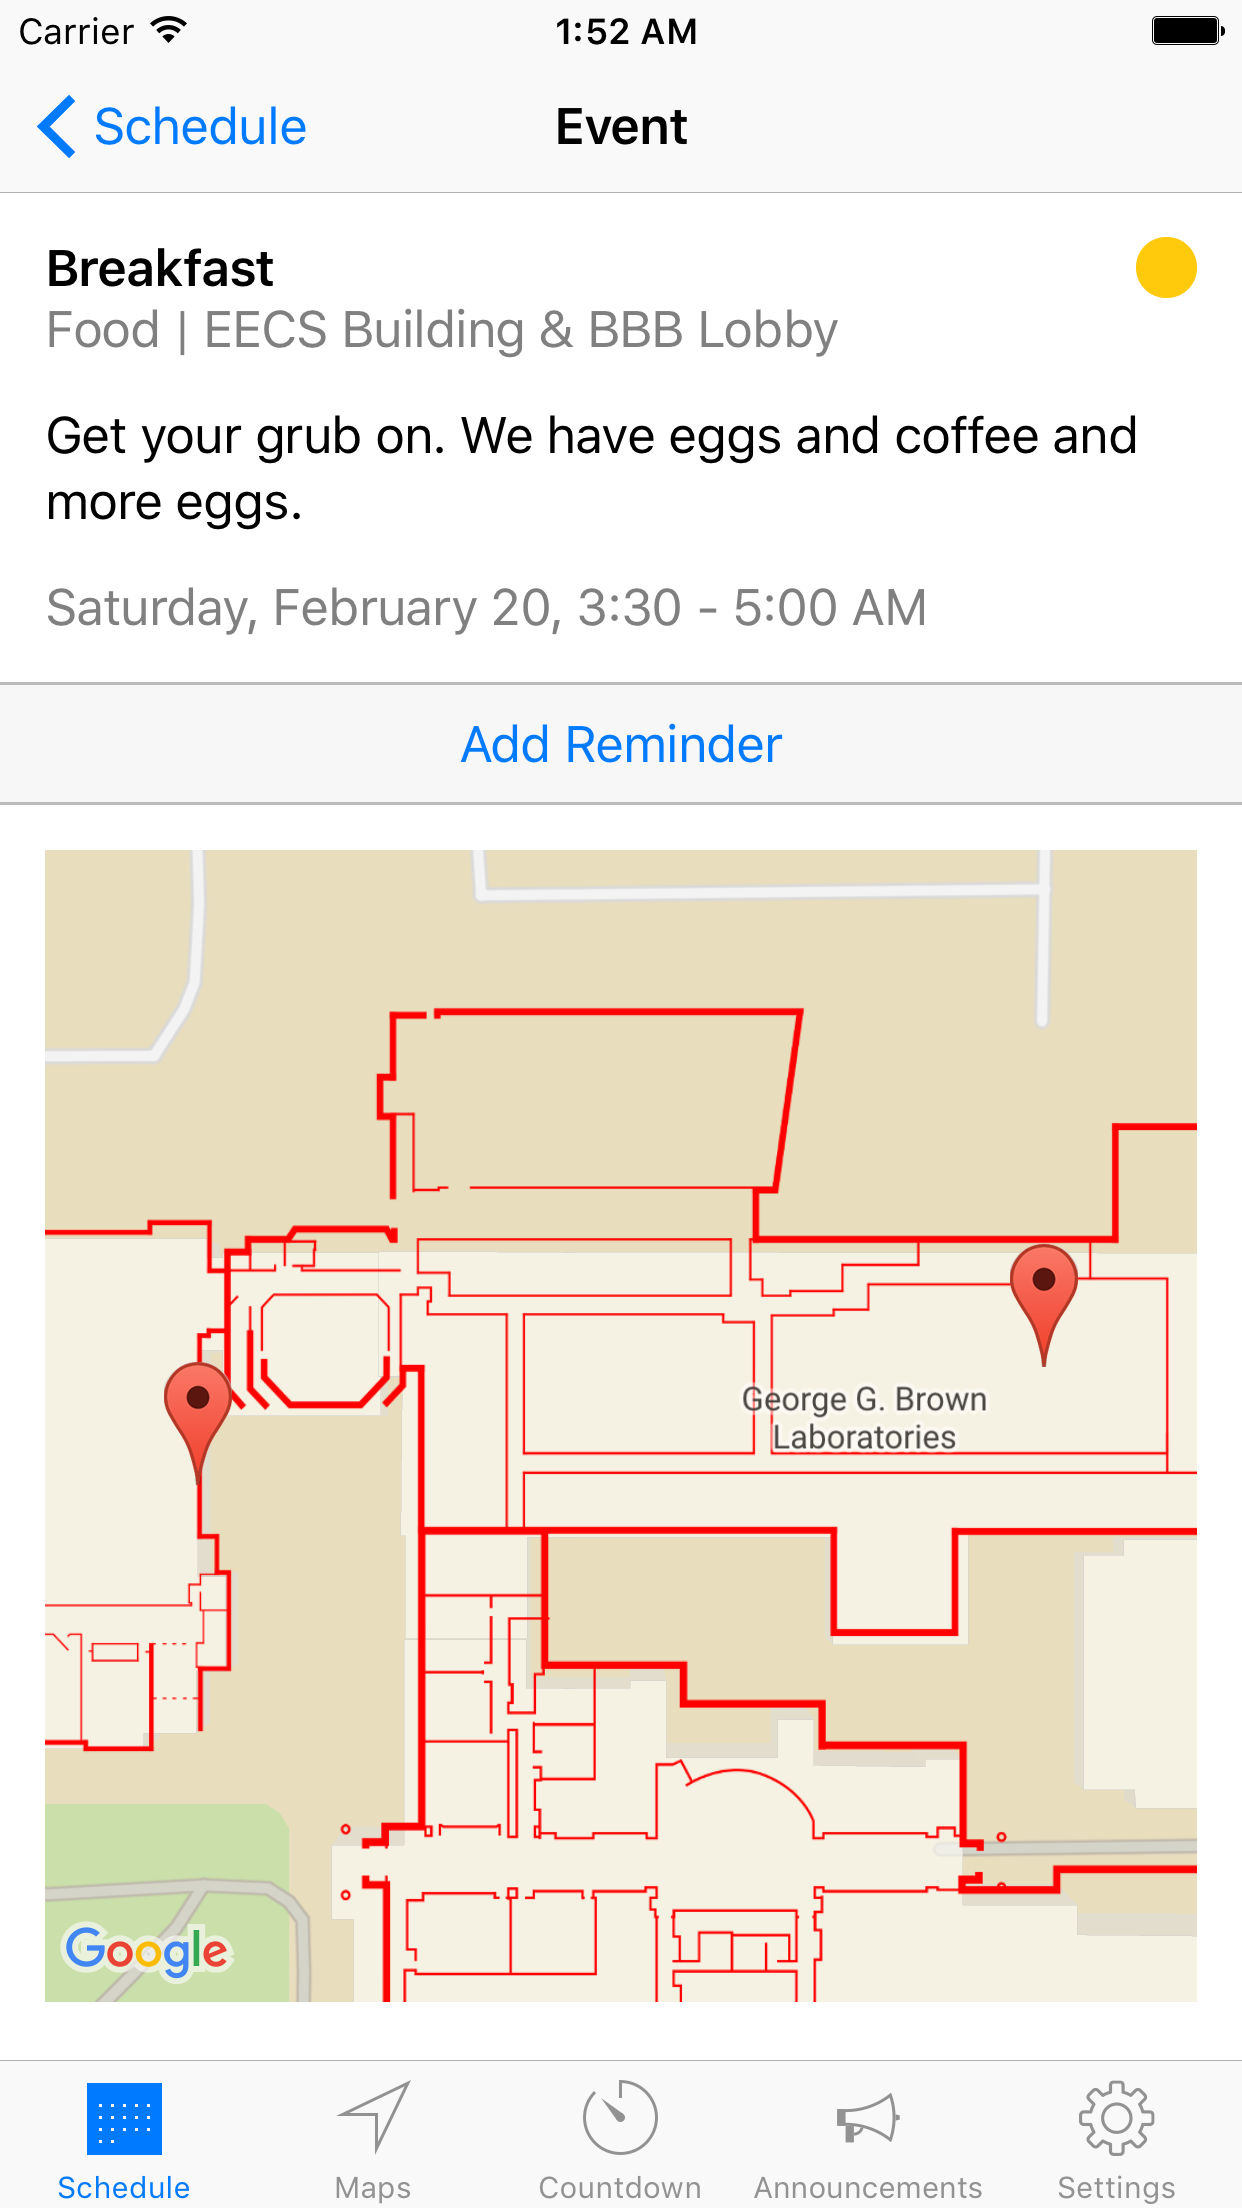 Carrier 1:52 AM
Schedule Event
Breakfast
Food | EECS Building & BBB Lobby
Get your grub on. We have eggs and coffee and
more eggs.
Saturday, February 20, 3:30 - 5:00 AM
Add Reminder
George G. Brown
Laboratories
Google
Schedule Maps Countdown Announcements Settings